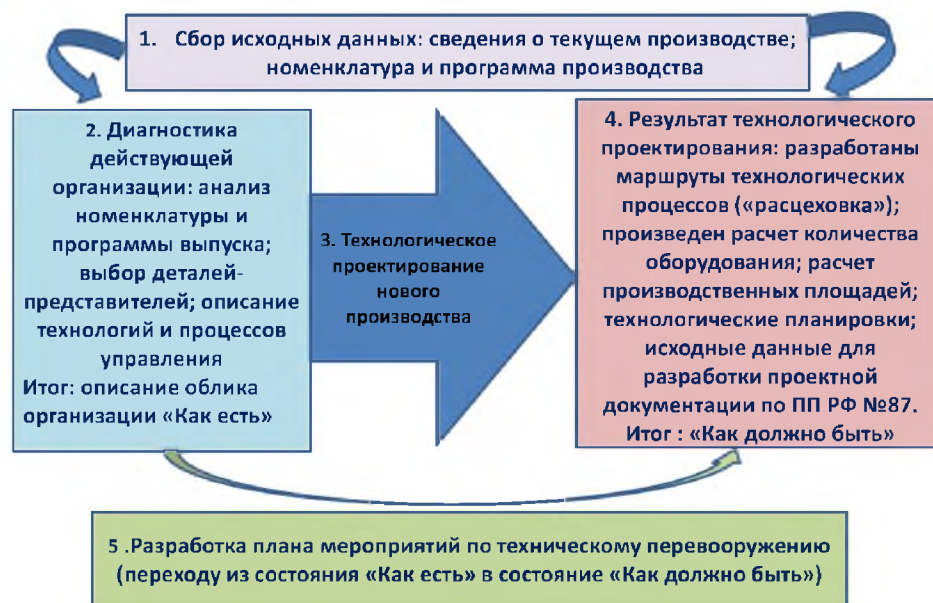 1. Сбор исходных данных: сведения о текущем производстве;
номенклатура и программа производства
2. Диагностика
действующей
организации: анализ
номенклатуры и
программы выпуска;
выбор деталей-
представителей; описание
технологий и процессов
управления
Итог: описание облика
организации «Как есть»
3. Технологическое
проектирование
нового
производства
4. Результат технологического
проектирования: разработаны
маршруты технологических
процессов («расцеховка»);
произведен расчет количества
оборудования; расчет
производственных площадей;
технологические планировки;
исходные данные для
разработки проектной
документации по ПП РФ №87.
Итог : «Как должно быть»
5 .Разработка плана мероприятий по техническому перевооружению
(переходу из состояния «Как есть» в состояние «Как должно быть»)